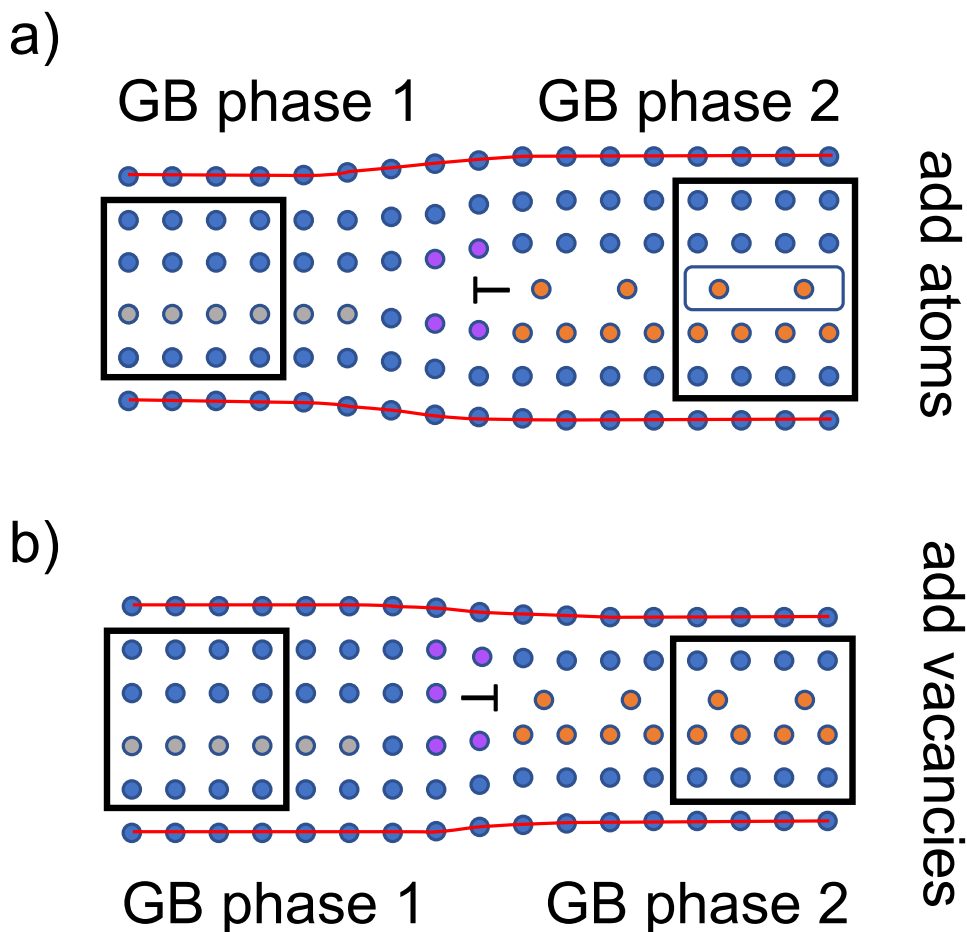 a)
GB phase 1
GB phase 2
add atoms
b)
add vacancies
GB phase 1
GB phase 2